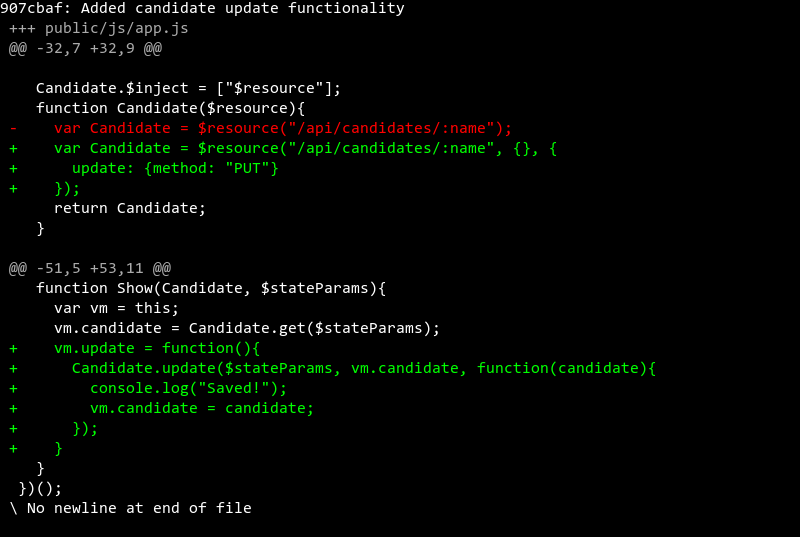 907cbaf: Added candidate update functionality
+++ public/js/app.js
@@ -32,7 +32,9 @@
Candidate.$inject = ["$resource"];
function Candidate($resource){
- var Candidate = $resource("/api/candidates/:name");
+ var Candidate = $resource("/api/candidates/:name", {}, {
+ update: {method: "PUT"}
+ });
return Candidate;
}
@@ -51,5 +53,11 @@
function Show(Candidate, $stateParams){
var vm = this;
vm.candidate = Candidate.get($stateParams);
+ vm.update = function(){
+ Candidate.update($stateParams, vm.candidate, function(candidate){
+ console.log("Saved!");
+ vm.candidate = candidate;
+ });
+ }
}
})();
\ No newline at end of file